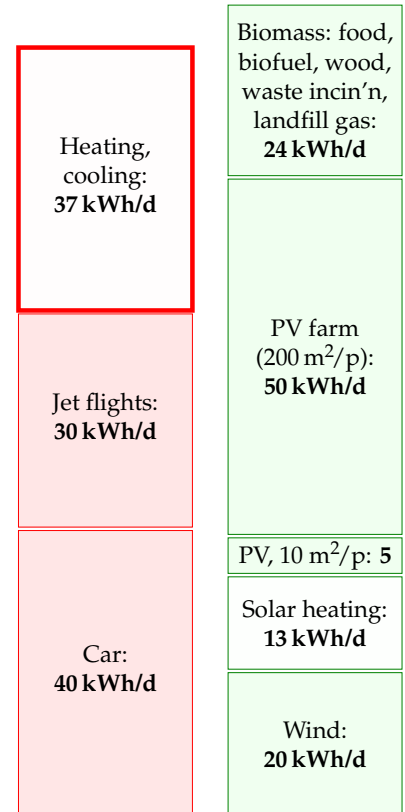 Heating,
cooling:
37 kWh/d
Jet flights:
30 kWh/d
Car:
40 kWh/d
Biomass: food,
biofuel, wood,
waste incin’n,
landfill gas:
24 kWh/d
PV farm
(200 m²/p):
50 kWh/d
PV, 10 m²/p: 5
Solar heating:
13 kWh/d
Wind:
20 kWh/d